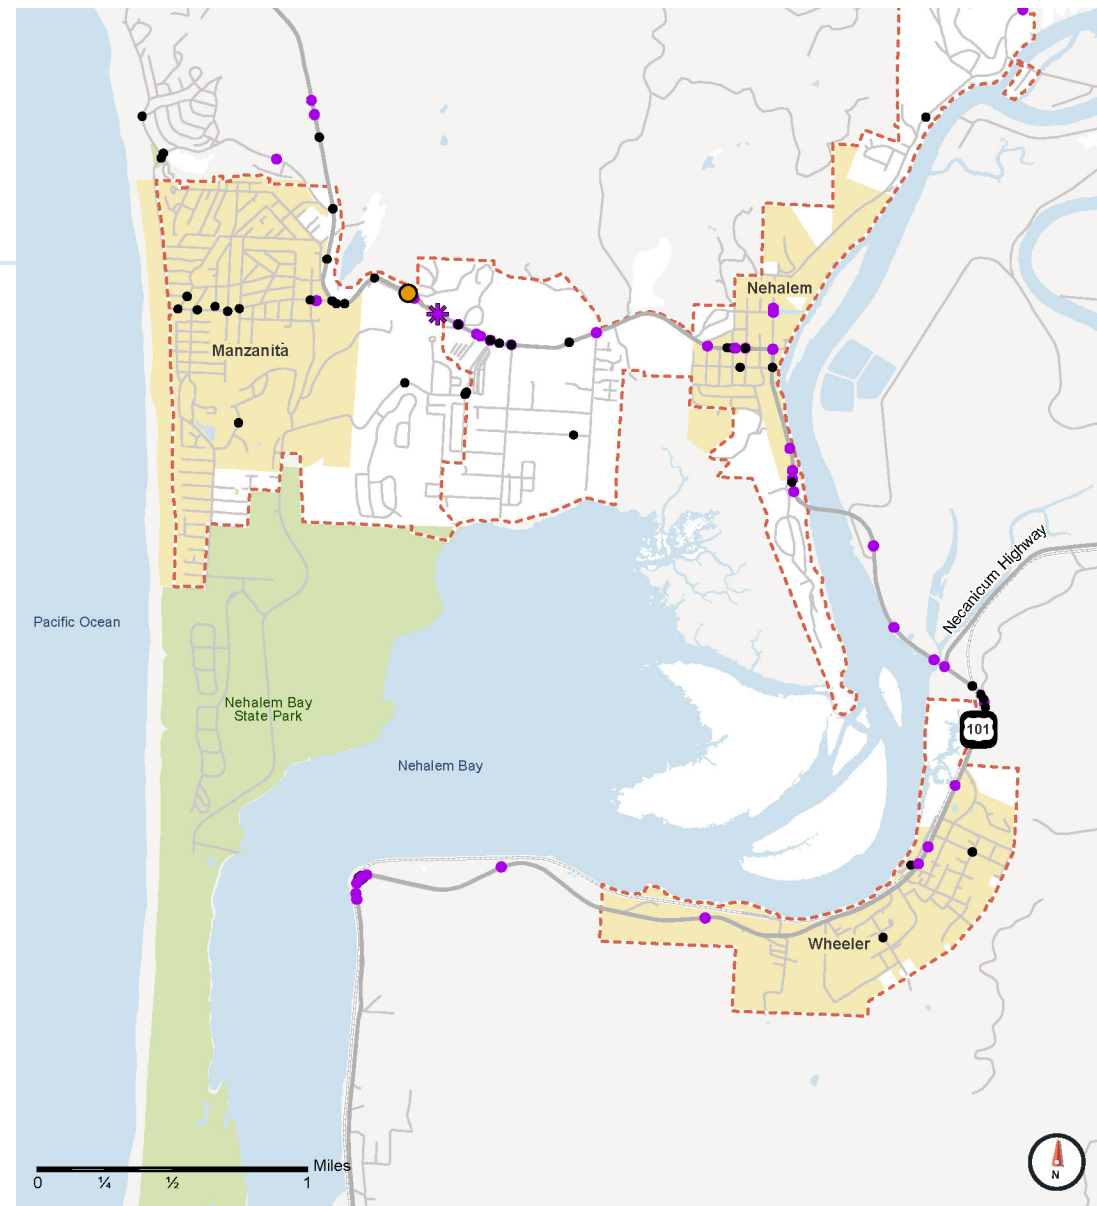 Nehalem
Manzanita
Necanicum Highway
Pacific Ocean
Nehalem Bay
State Park
101
Nehalem Bay
Wheeler
Miles
0 ¼ ½ 1
N